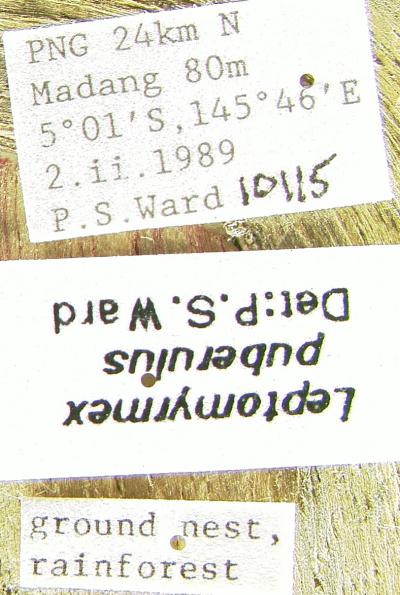 PNG 24km N
Madang 80m
5°01'S,145°46'E
2.ii.1989
P.S.Ward 10115
Leptomyrmex
puberulus
Det:P.S.Ward
ground nest,
rainforest